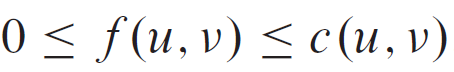 0 ≤ f(u, v) ≤ c(u, v)